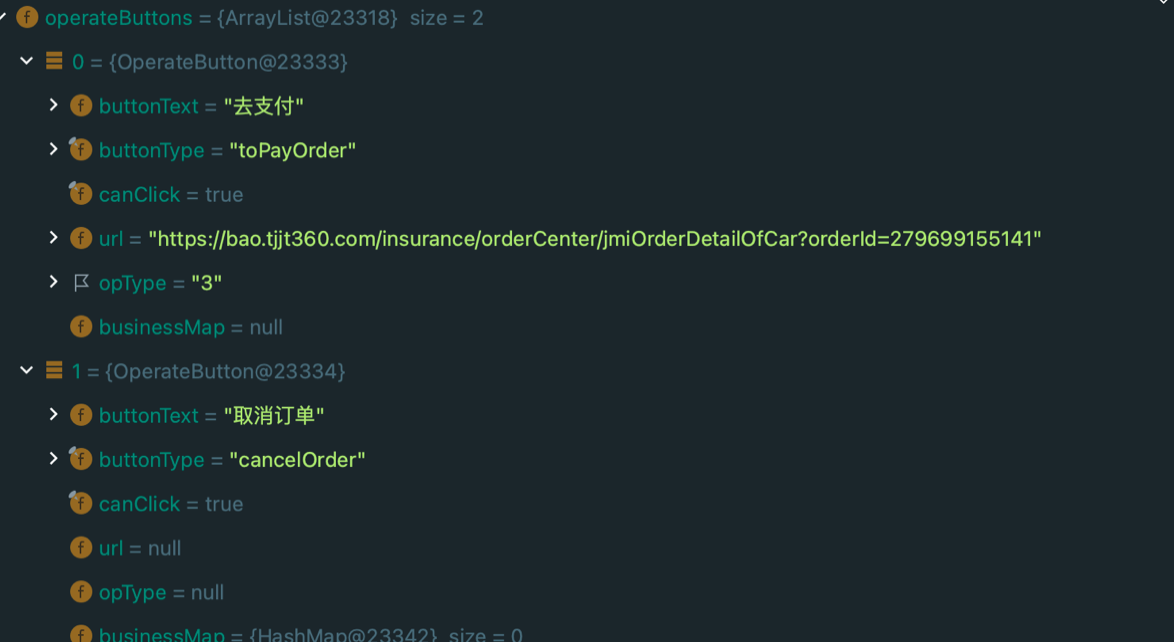 operateButtons = {ArrayList@23318} size = 2
0 = {OperateButton@23333}
f buttonText = "去支付"
f buttonType = "toPayOrder"
f canClick = true
f url = "https://bao.tjjt360.com/insurance/orderCenter/jmiOrderDetailOfCar?orderId=279699155141"
opType = "3"
f businessMap = null
1 = {OperateButton@23334}
f buttonText = "取消订单"
f buttonType = "cancelOrder"
f canClick = true
f url = null
f opType = null
f businessMap = {HashMap@23342} size = 0